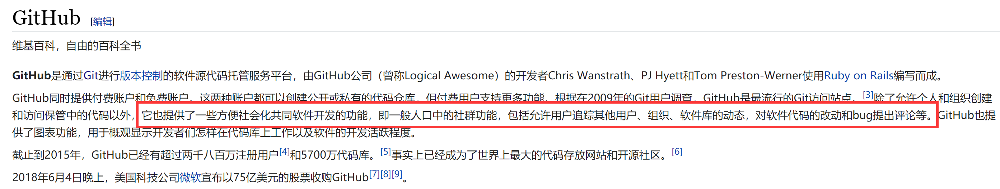 GitHub [编辑]
维基百科，自由的百科全书
GitHub是通过Git进行版本控制的软件源代码托管服务平台，由GitHub公司（曾称Logical Awesome）的开发者Chris Wanstrath、PJ Hyett和Tom Preston-Werner使用Ruby on Rails编写而成。
GitHub同时提供付费账户和免费账户。这两种账户都可以创建公开或私有的代码仓库，但付费用户支持更多功能。根据在2009年的Git用户调查，GitHub是最流行的Git访问站点。[3]除了允许个人和组织创建
和访问保管中的代码以外，它也提供了一些方便社会化共同软件开发的功能，即一般人口中的社群功能，包括允许用户追踪其他用户、组织、软件库的动态，对软件代码的改动和bug提出评论等。GitHub也提
供了图表功能，用于概观显示开发者们怎样在代码库上工作以及软件的开发活跃程度。
截止到2015年，GitHub已经有超过两千八百万注册用户[4]和5700万代码库。[5]事实上已经成为了世界上最大的代码存放网站和开源社区。[6]
2018年6月4日晚上，美国科技公司微软宣布以75亿美元的股票收购GitHub[7][8][9]。